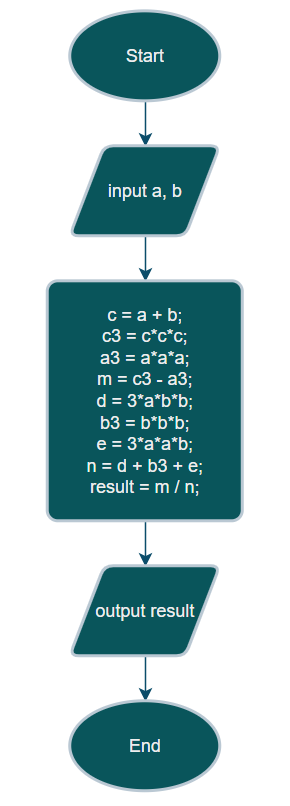 Start
input a, b
c = a + b;
c3 = c*c*c;
a3 = a*a*a;
m = c3 - a3;
d = 3*a*b*b;
b3 = b*b*b;
e = 3*a*a*b;
n = d + b3 + e;
result = m / n;
output result
End